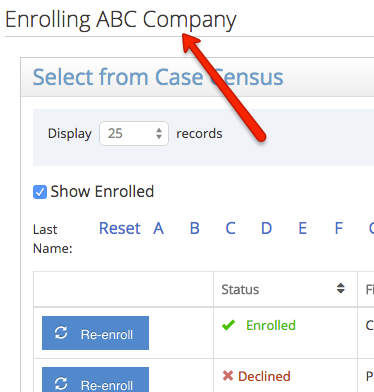 Enrolling ABC Company
Select from Case Census
Display 25 records
Show Enrolled
Last Name: Reset A B C D E F
Status
Re-enroll Enrolled C
Re-enroll Declined P